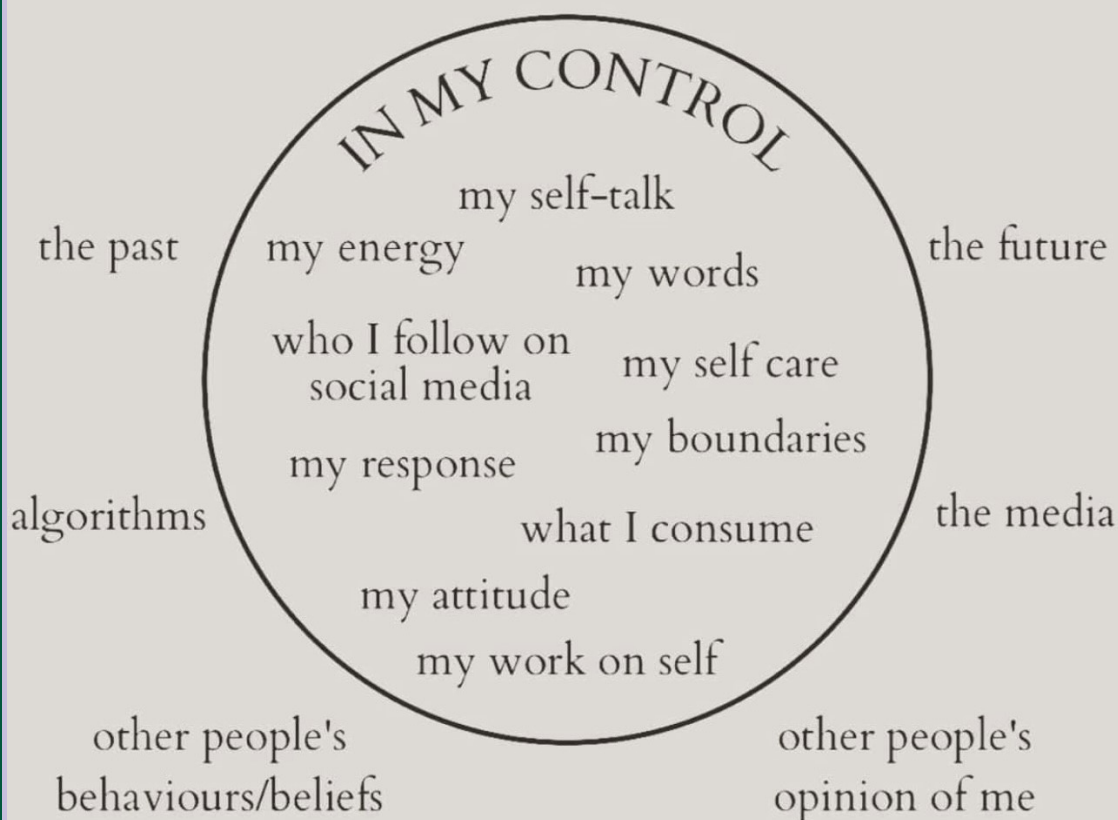 IN MY CONTROL
my self-talk
the past
my energy
my words
the future
who I follow on
social media
my self care
my boundaries
my response
algorithms
the media
what I consume
my attitude
my work on self
other people's
behaviours/beliefs
other people's
opinion of me